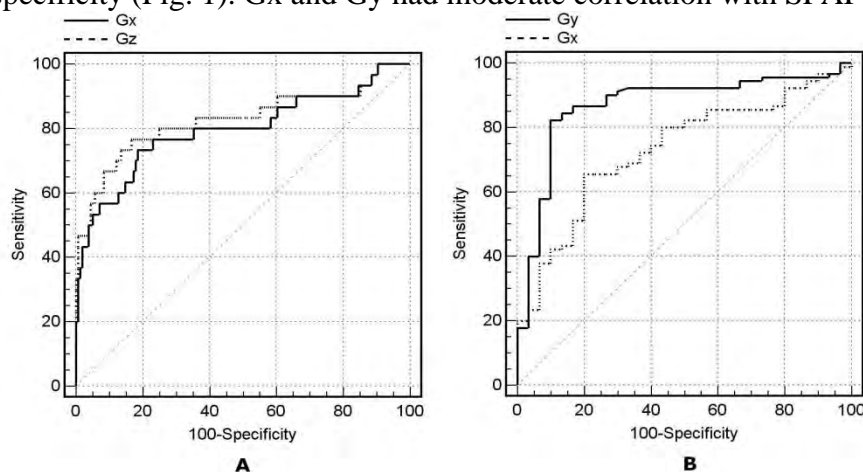 specificity (Fig. 1). Gx and Gy had moderate correlation with SPAP
Gx
Gz
100
80
60
40
20
0
Sensitivity
0 20 40 60 80 100
100-Specificity
A
Gy
Gx
100
80
60
40
20
0
Sensitivity
0 20 40 60 80 100
100-Specificity
B